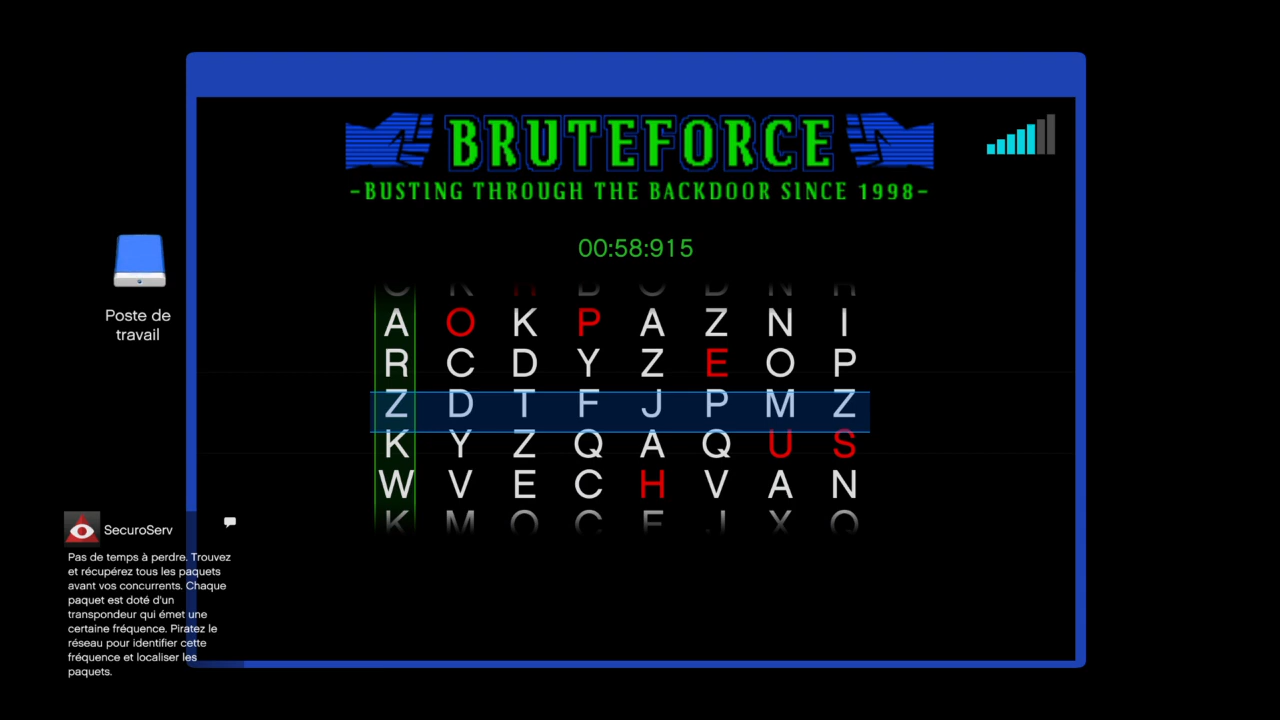 BRUTEFORCE
-BUSTING THROUGH THE BACKDOOR SINCE 1998-
00:58:915
A O K P A Z N I
R C D Y Z E O P
Z D T F J P M Z
K Y Z Q A Q U S
W V E C H V A N
Poste de
travail
SecuroServ
Pas de temps à perdre. Trouvez
et récupérez tous les paquets
avant vos concurrents. Chaque
paquet est doté d'un
transpondeur qui émet une
certaine fréquence. Piratez le
réseau pour identifier cette
fréquence et localiser les
paquets.